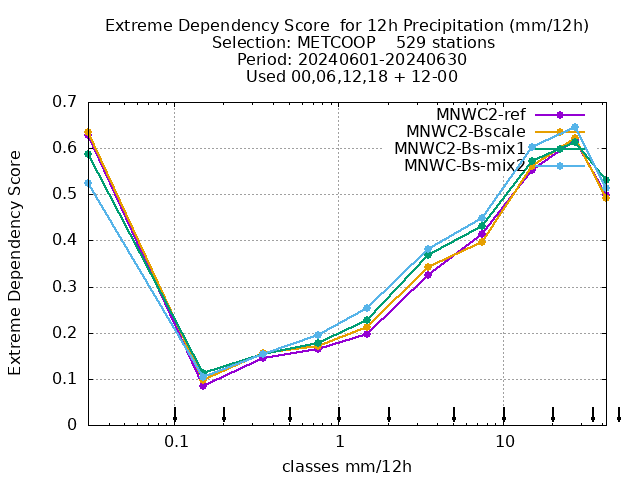 Extreme Dependency Score  for 12h Precipitation (mm/12h)
Selection: METCOOP    529 stations
Period: 20240601-20240630
Used 00,06,12,18 + 12-00
MNWC2-ref
MNWC2-Bscale
MNWC2-Bs-mix1
MNWC-Bs-mix2
Extreme Dependency Score
0.7
0.6
0.5
0.4
0.3
0.2
0.1
0
0.1
1
10
classes mm/12h